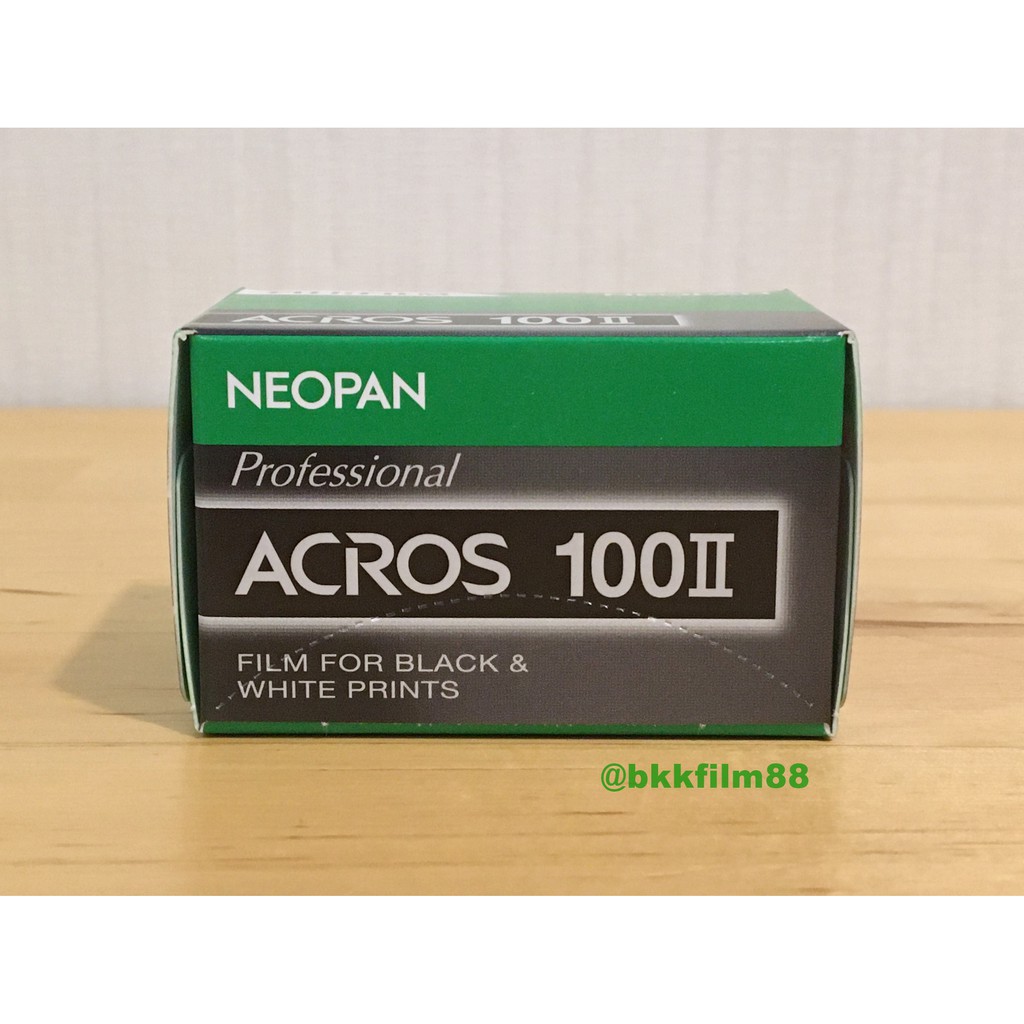 ACROS 100II
NEOPAN
Professional
ACROS 100II
FILM FOR BLACK &
WHITE PRINTS
@bkkfilm88